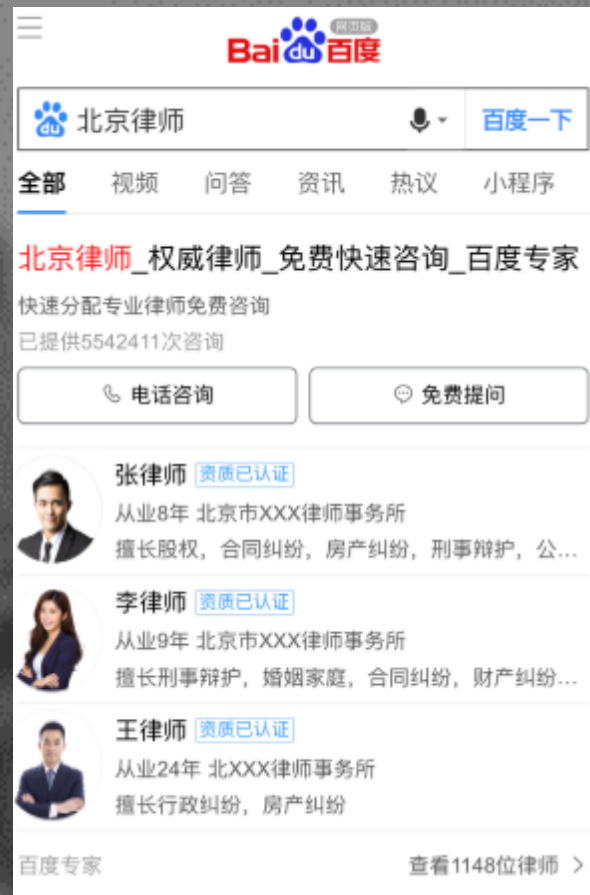 网页版
Bai du 百度
du 北京律师 百度一下
全部 视频 问答 资讯 热议 小程序
北京律师_权威律师_免费快速咨询_百度专家
快速分配专业律师免费咨询
已提供5542411次咨询
电话咨询 免费提问
张律师 资质已认证
从业8年 北京市XXX律师事务所
擅长股权，合同纠纷，房产纠纷，刑事辩护，公...
李律师 资质已认证
从业9年 北京市XXX律师事务所
擅长刑事辩护，婚姻家庭，合同纠纷，财产纠纷...
王律师 资质已认证
从业24年 北XXX律师事务所
擅长行政纠纷，房产纠纷
百度专家 查看1148位律师 >